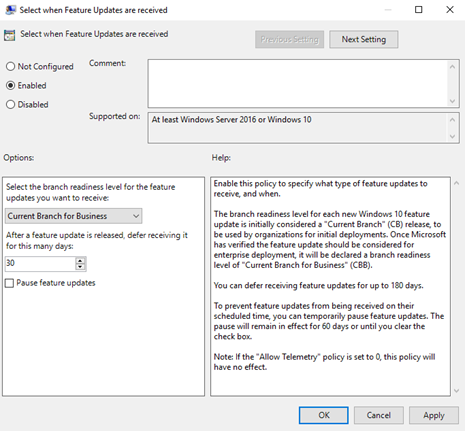 Select when Feature Updates are received
Select when Feature Updates are received
Previous Setting
Next Setting
Not Configured
Enabled
Disabled
Comment:
Supported on:
At least Windows Server 2016 or Windows 10
Options:
Help:
Select the branch readiness level for the feature
updates you want to receive:
Current Branch for Business
After a feature update is released, defer receiving it
for this many days:
30
Pause feature updates
Enable this policy to specify what type of feature updates to
receive, and when.
The branch readiness level for each new Windows 10 feature
update is initially considered a "Current Branch" (CB) release, to
be used by organizations for initial deployments. Once Microsoft
has verified the feature update should be considered for
enterprise deployment, it will be declared a branch readiness
level of "Current Branch for Business" (CBB).
You can defer receiving feature updates for up to 180 days.
To prevent feature updates from being received on their
scheduled time, you can temporarily pause feature updates. The
pause will remain in effect for 60 days or until you clear the
check box.
Note: If the "Allow Telemetry" policy is set to 0, this policy will
have no effect.
OK
Cancel
Apply